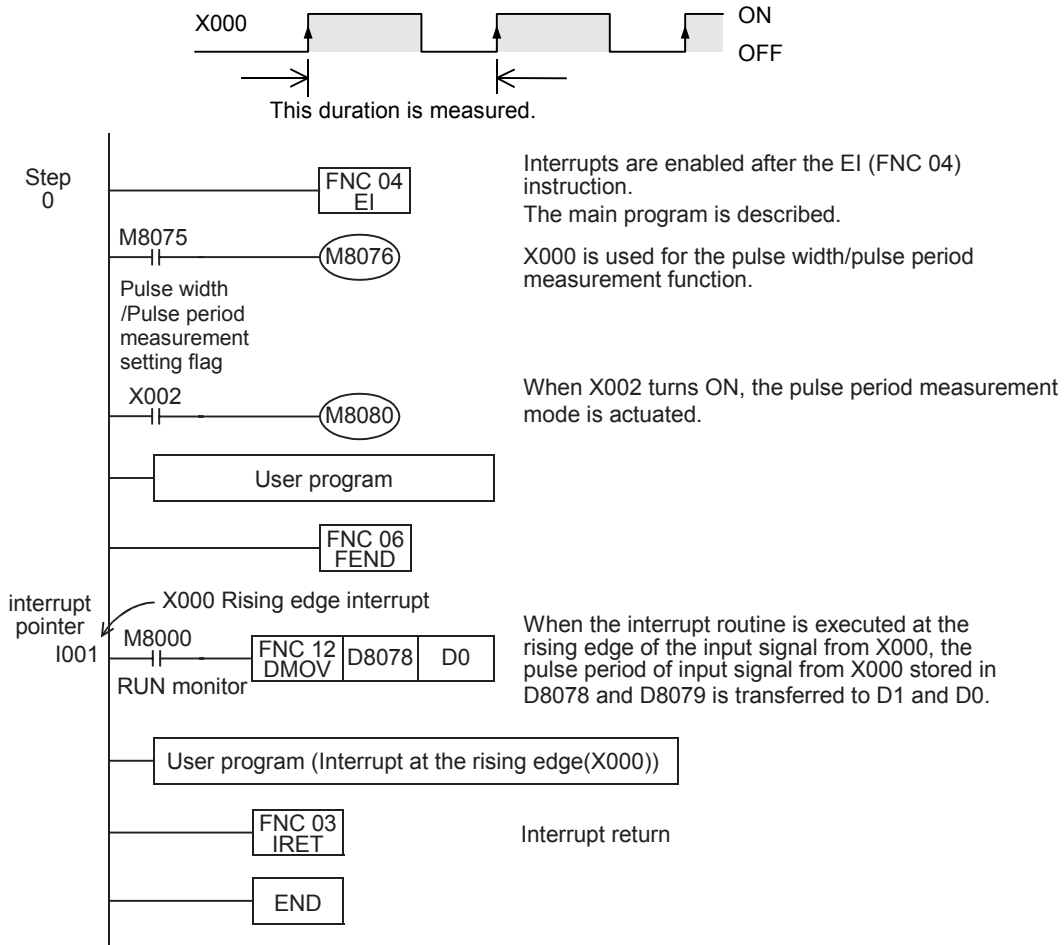 X000
ON
OFF
This duration is measured.
Step
0
FNC 04
EI
Interrupts are enabled after the EI (FNC 04)
instruction.
The main program is described.
M8075
M8076
X000 is used for the pulse width/pulse period
measurement function.
Pulse width
/Pulse period
measurement
setting flag
X002
M8080
When X002 turns ON, the pulse period measurement
mode is actuated.
User program
FNC 06
FEND
interrupt
pointer
I001
X000 Rising edge interrupt
M8000
RUN monitor
FNC 12
DMOV
D8078
D0
When the interrupt routine is executed at the
rising edge of the input signal from X000, the
pulse period of input signal from X000 stored in
D8078 and D8079 is transferred to D1 and D0.
User program (Interrupt at the rising edge(X000))
FNC 03
IRET
Interrupt return
END